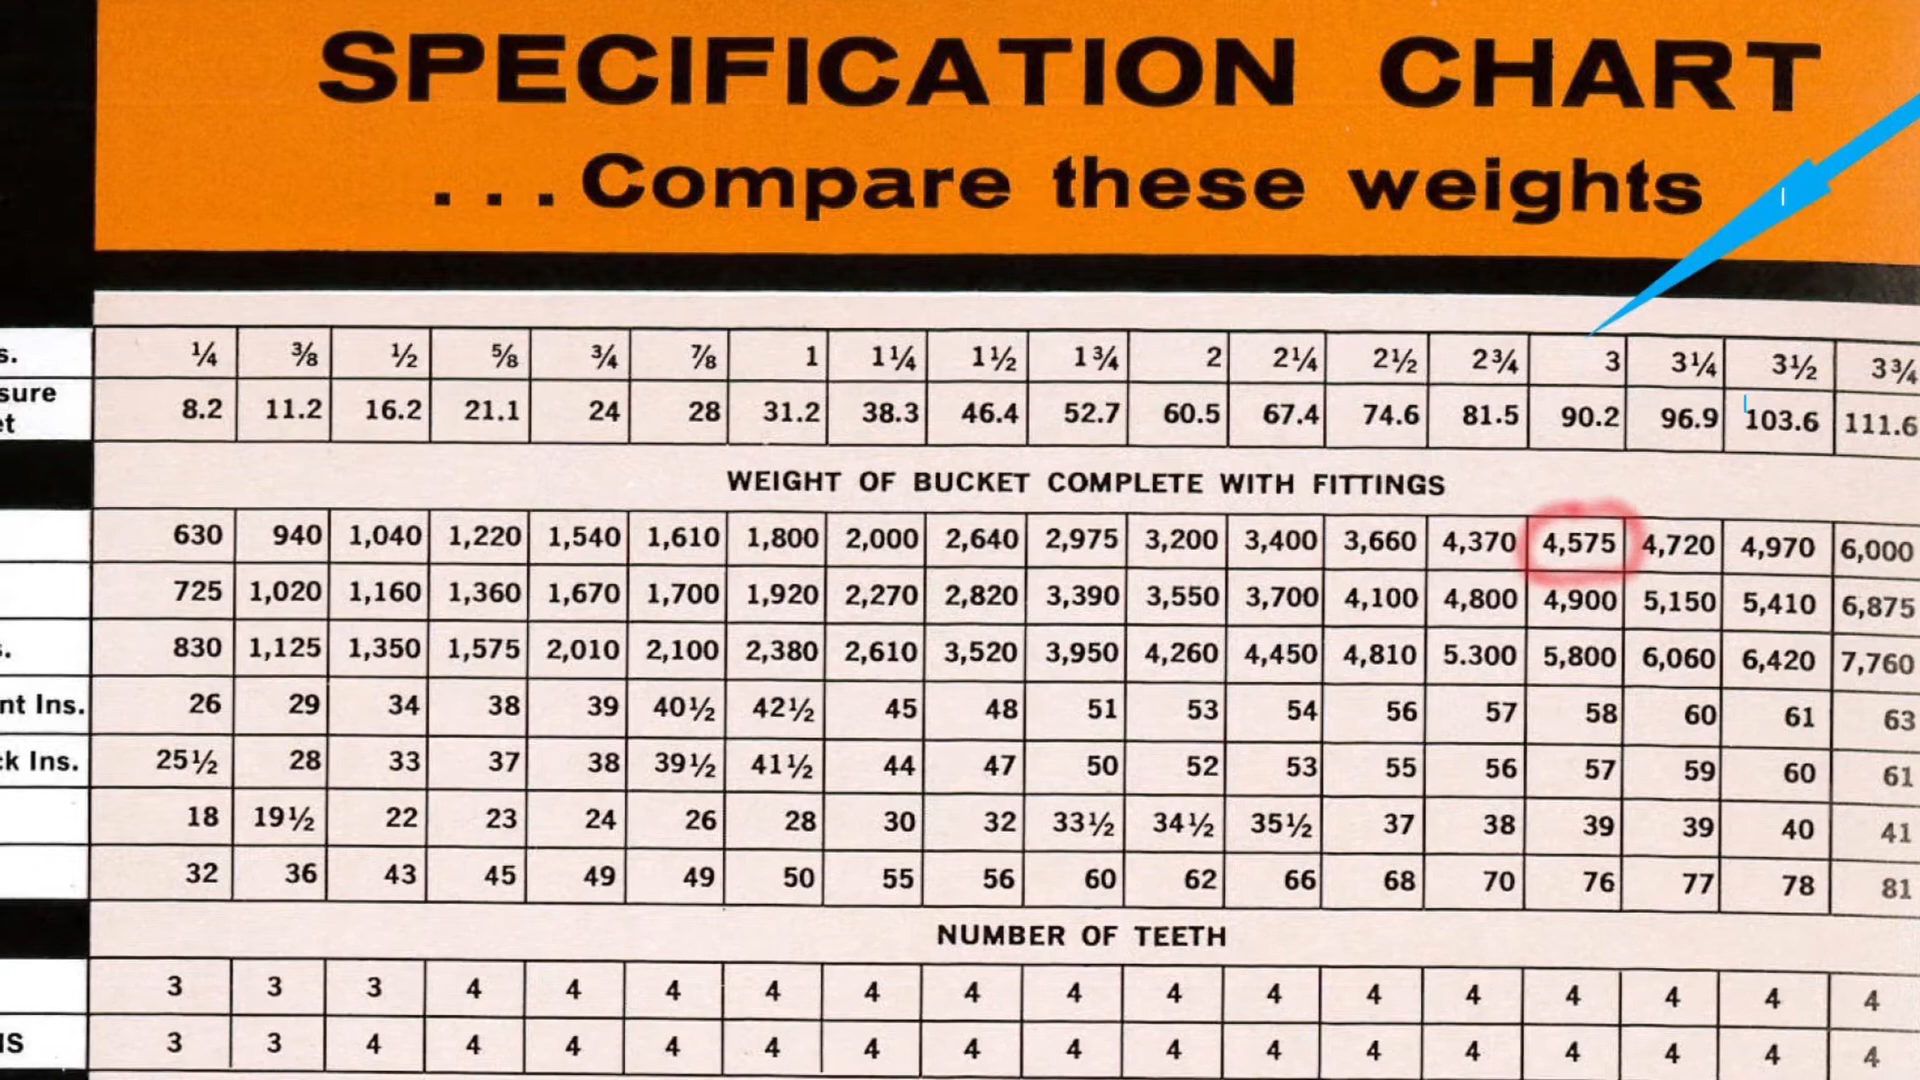 SPECIFICATION CHART
...Compare these weights
s. ¼ ⅜ ½ ⅝ ¾ ⅞ 1 1¼ 1½ 1¾ 2 2¼ 2½ 2¾ 3 3¼ 3½ 3¾
sure
et 8.2 11.2 16.2 21.1 24 28 31.2 38.3 46.4 52.7 60.5 67.4 74.6 81.5 90.2 96.9 103.6 111.6
WEIGHT OF BUCKET COMPLETE WITH FITTINGS
630 940 1,040 1,220 1,540 1,610 1,800 2,000 2,640 2,975 3,200 3,400 3,660 4,370 4,575 4,720 4,970 6,000
725 1,020 1,160 1,360 1,670 1,700 1,920 2,270 2,820 3,390 3,550 3,700 4,100 4,800 4,900 5,150 5,410 6,875
s. 830 1,125 1,350 1,575 2,010 2,100 2,380 2,610 3,520 3,950 4,260 4,450 4,810 5.300 5,800 6,060 6,420 7,760
nt Ins. 26 29 34 38 39 40½ 42½ 45 48 51 53 54 56 57 58 60 61 63
ck Ins. 25½ 28 33 37 38 39½ 41½ 44 47 50 52 53 55 56 57 59 60 61
18 19½ 22 23 24 26 28 30 32 33½ 34½ 35½ 37 38 39 39 40 41
32 36 43 45 49 49 50 55 56 60 62 66 68 70 76 77 78 81
NUMBER OF TEETH
3 3 3 4 4 4 4 4 4 4 4 4 4 4 4 4 4 4
NS 3 3 4 4 4 4 4 4 4 4 4 4 4 4 4 4 4 4